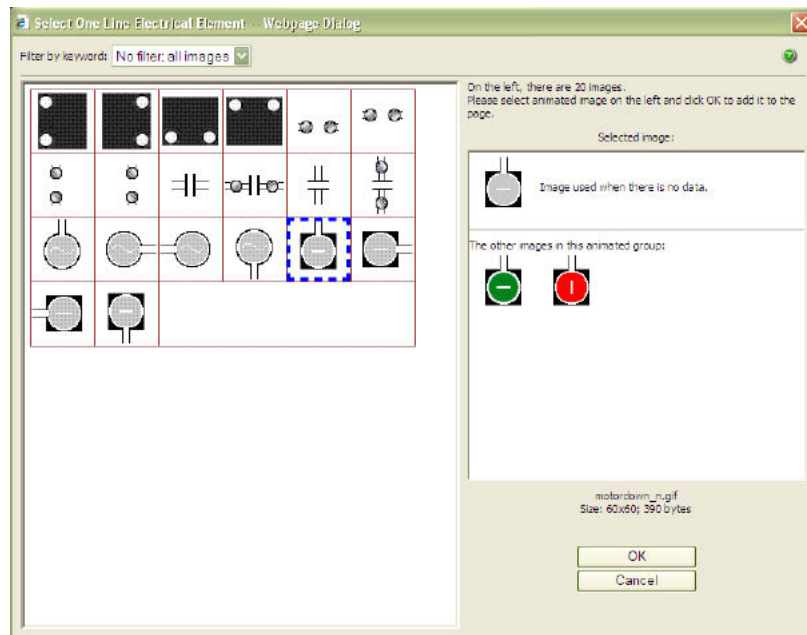 Select One Line Electrical Element -- Webpage Dialog
Filter by keyword: No filter: all images
On the left, there are 20 images.
Please select animated image on the left and click OK to add it to the
page.
Selected image:
Image used when there is no data.
The other images in this animated group:
motordown_n.gif
Size: 60x60; 390 bytes
OK
Cancel